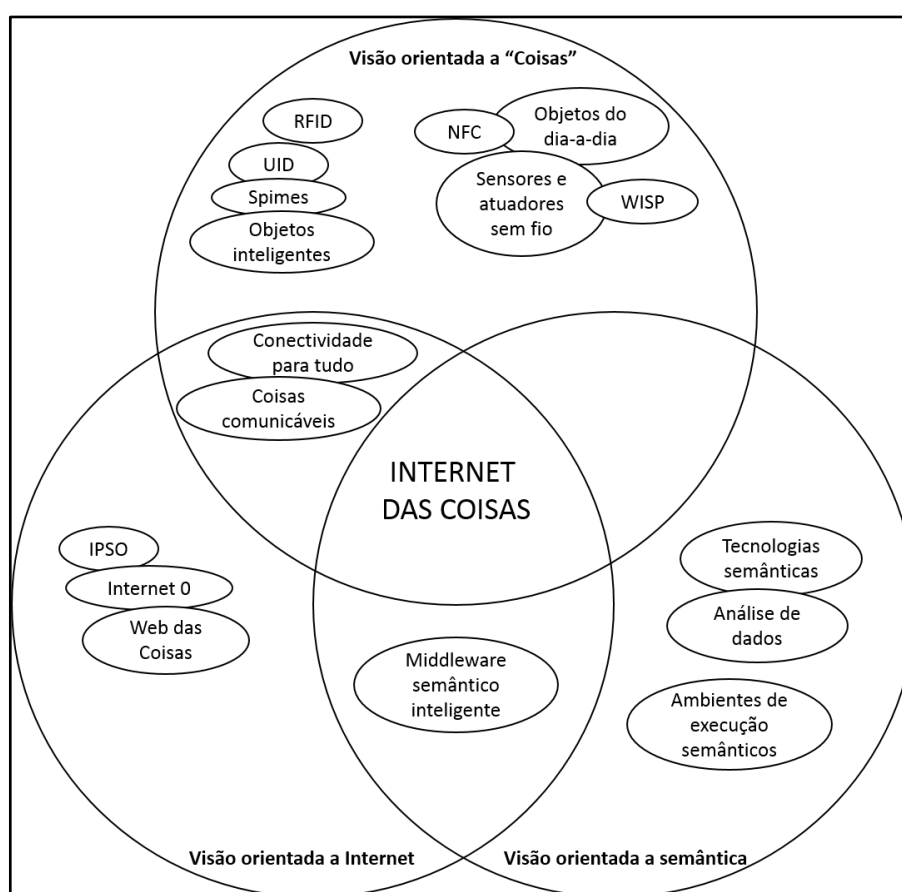 Visão orientada a “Coisas”
RFID
UID
Spimes
Objetos
inteligentes
NFC
Objetos do
dia-a-dia
Sensores e
atuadores
sem fio
WISP
Conectividade
para tudo
Coisas
comunicáveis
INTERNET
DAS COISAS
IPSO
Internet 0
Web das
Coisas
Middleware
semântico
inteligente
Tecnologias
semânticas
Análise de
dados
Ambientes de
execução
semânticos
Visão orientada a Internet
Visão orientada a semântica